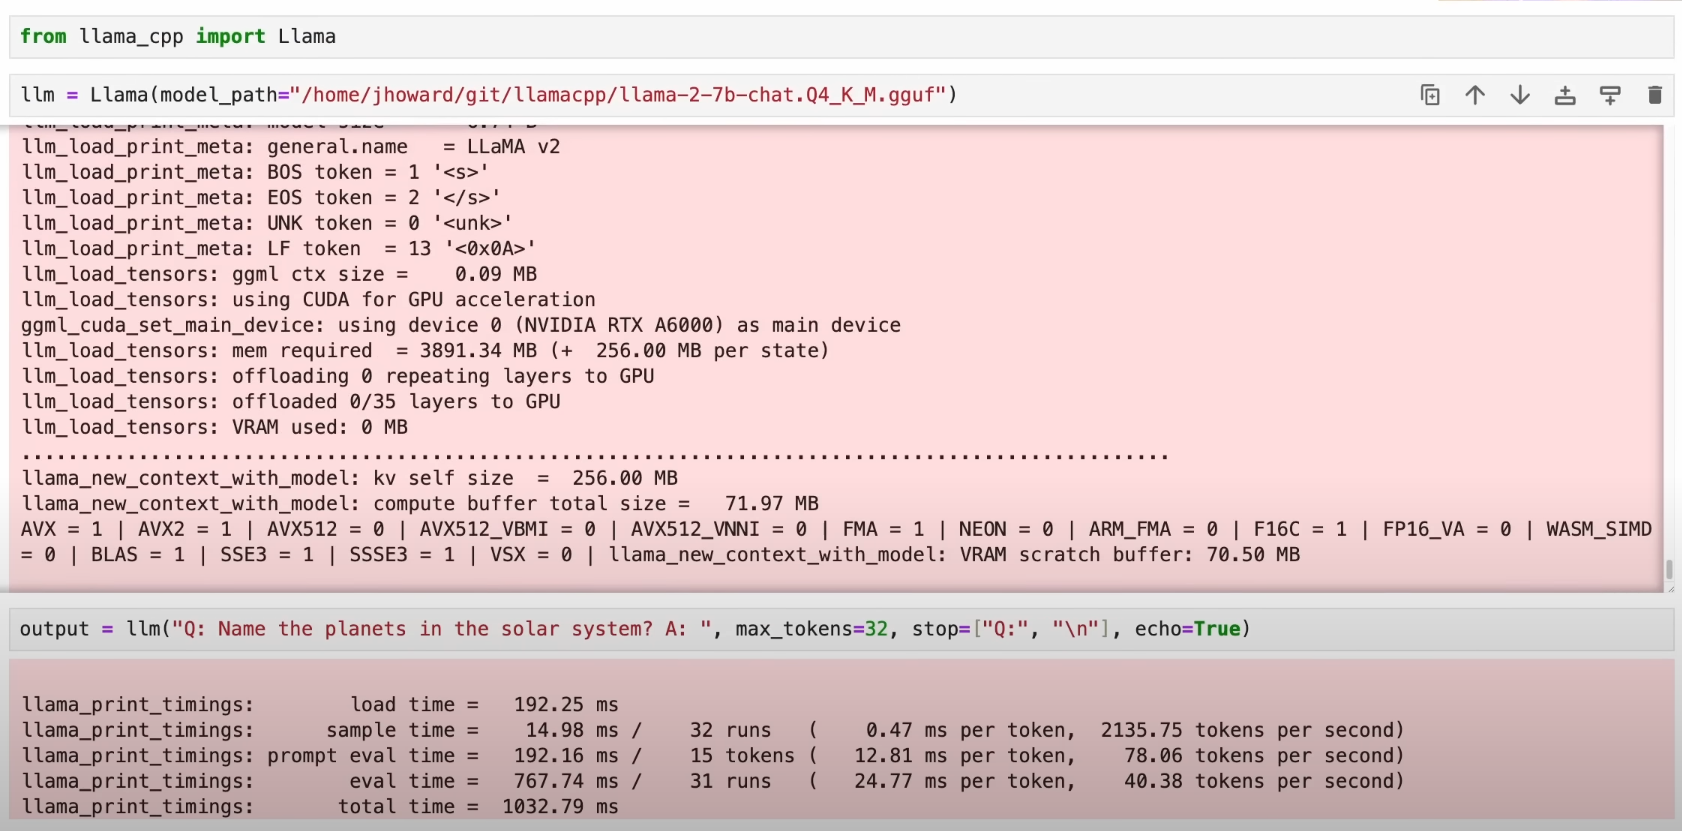 from llama_cpp import Llama
llm = Llama(model_path="/home/jhoward/git/llamacpp/llama-2-7b-chat.Q4_K_M.gguf")
llm_load_print_meta: model size
llm_load_print_meta: general.name   = LLaMA v2
llm_load_print_meta: BOS token = 1 '<s>'
llm_load_print_meta: EOS token = 2 '</s>'
llm_load_print_meta: UNK token = 0 '<unk>'
llm_load_print_meta: LF token  = 13 '<0x0A>'
llm_load_tensors: ggml ctx size =    0.09 MB
llm_load_tensors: using CUDA for GPU acceleration
ggml_cuda_set_main_device: using device 0 (NVIDIA RTX A6000) as main device
llm_load_tensors: mem required  = 3891.34 MB (+  256.00 MB per state)
llm_load_tensors: offloading 0 repeating layers to GPU
llm_load_tensors: offloaded 0/35 layers to GPU
llm_load_tensors: VRAM used: 0 MB
..................................................................................................
llama_new_context_with_model: kv self size  =  256.00 MB
llama_new_context_with_model: compute buffer total size =   71.97 MB
AVX = 1 | AVX2 = 1 | AVX512 = 0 | AVX512_VBMI = 0 | AVX512_VNNI = 0 | FMA = 1 | NEON = 0 | ARM_FMA = 0 | F16C = 1 | FP16_VA = 0 | WASM_SIMD
= 0 | BLAS = 1 | SSE3 = 1 | SSSE3 = 1 | VSX = 0 | llama_new_context_with_model: VRAM scratch buffer: 70.50 MB
output = llm("Q: Name the planets in the solar system? A: ", max_tokens=32, stop=["Q:", "\n"], echo=True)
llama_print_timings:        load time =   192.25 ms
llama_print_timings:      sample time =    14.98 ms /    32 runs   (    0.47 ms per token,  2135.75 tokens per second)
llama_print_timings: prompt eval time =   192.16 ms /    15 tokens (   12.81 ms per token,    78.06 tokens per second)
llama_print_timings:        eval time =   767.74 ms /    31 runs   (   24.77 ms per token,    40.38 tokens per second)
llama_print_timings:       total time =  1032.79 ms